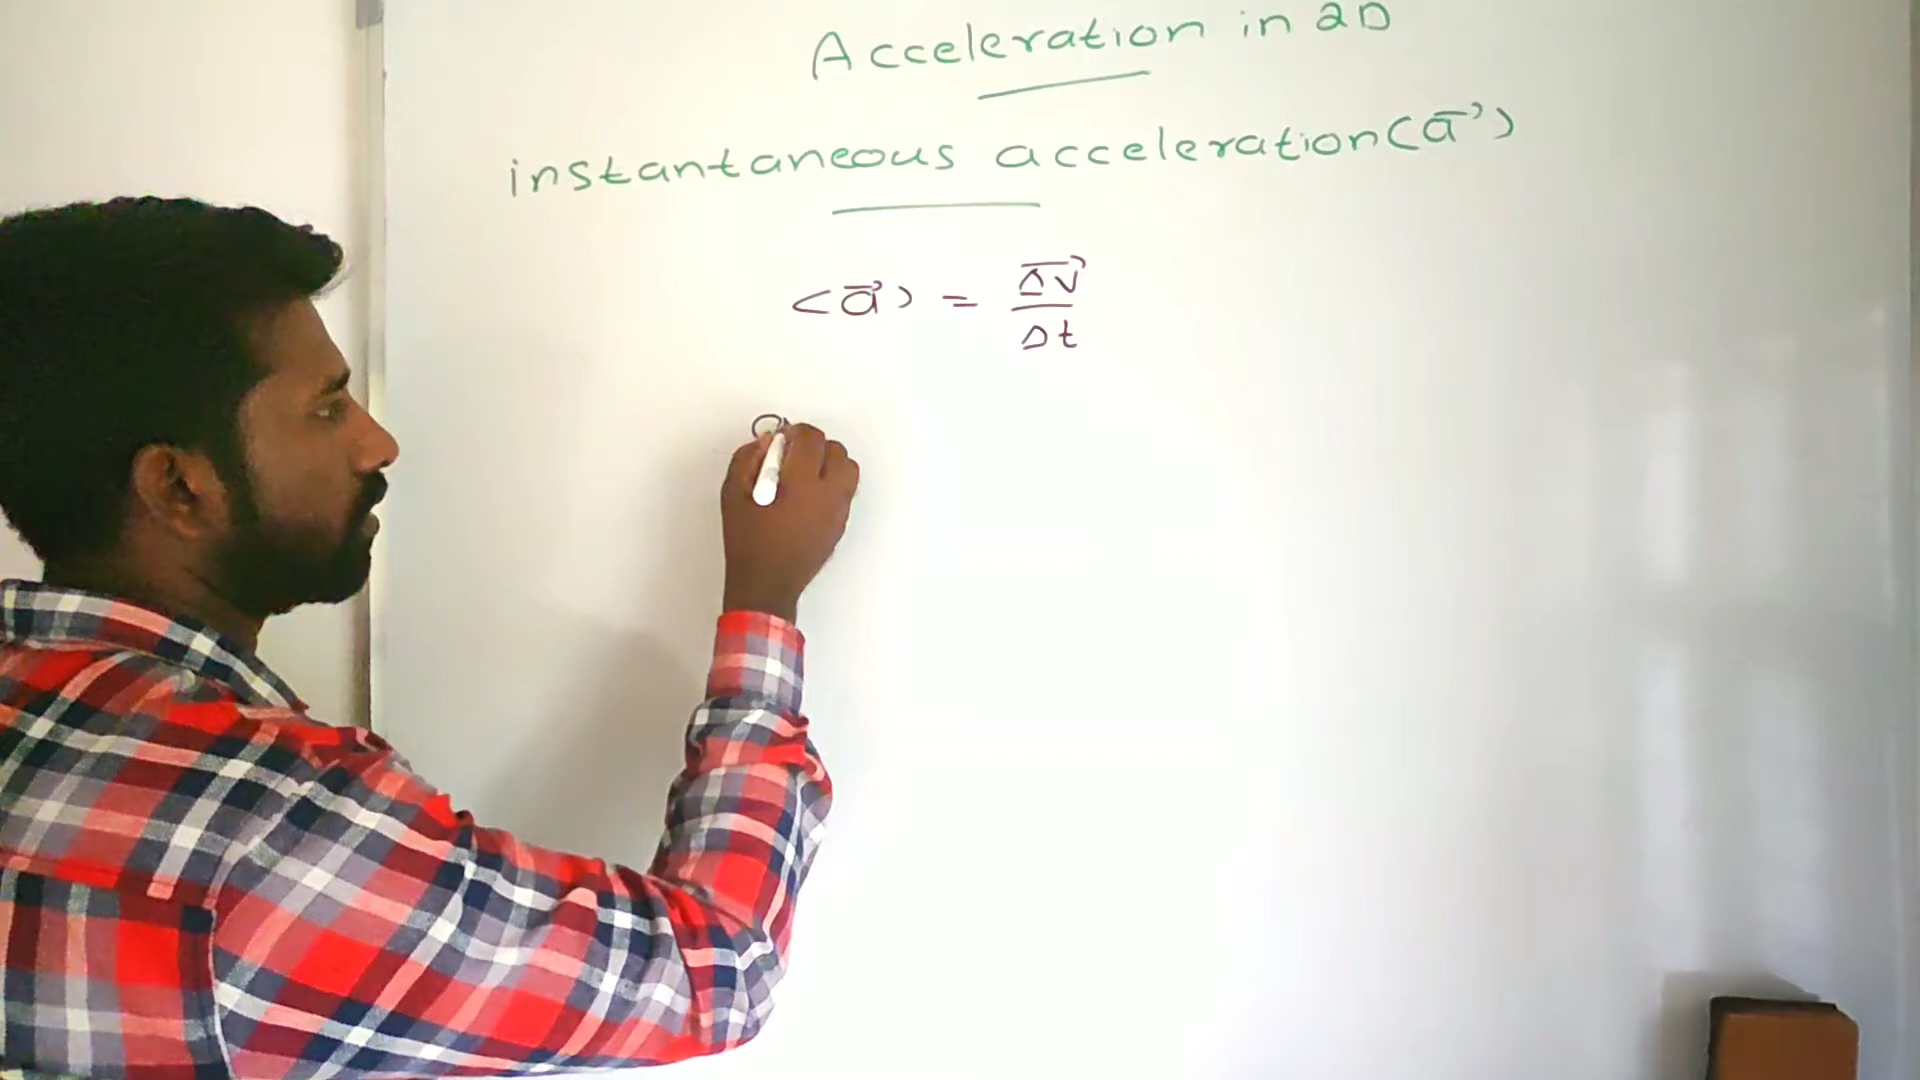 Acceleration in 2D
instantaneous acceleration (a⃗)
<a⃗> = Δv⃗ / Δt